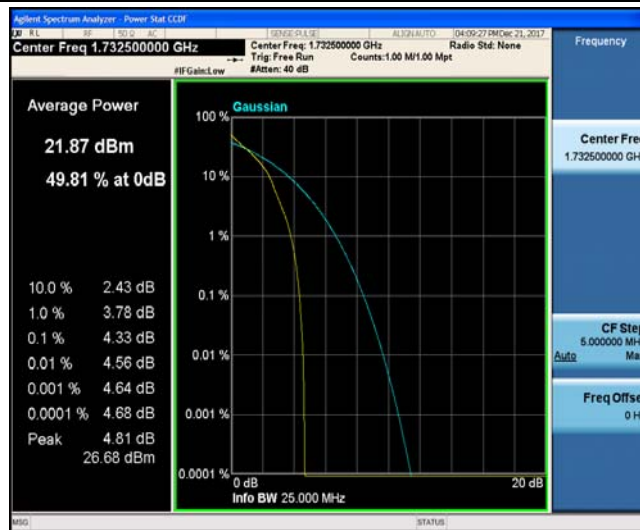 Agilent Spectrum Analyzer - Power Stat CCDF
RL RF 50 Ω AC SENSE:PULSE ALIGN AUTO 04:09:27 PM Dec 21, 2017
Center Freq 1.732500000 GHz
Center Freq: 1.732500000 GHz Radio Std: None
Trig: Free Run Counts:1.00 M/1.00 Mpt
#IFGain:Low #Atten: 40 dB
Frequency
Average Power
21.87 dBm
49.81 % at 0dB
10.0 % 2.43 dB
1.0 % 3.78 dB
0.1 % 4.33 dB
0.01 % 4.56 dB
0.001 % 4.64 dB
0.0001 % 4.68 dB
Peak 4.81 dB
26.68 dBm
Gaussian
100 %
10 %
1 %
0.1 %
0.01 %
0.001 %
0.0001 %
0 dB 20 dB
Info BW 25.000 MHz
Center Fre
1.732500000 GH
CF Step
5.000000 MH
Auto Ma
Freq Offse
0 H
MSG STATUS